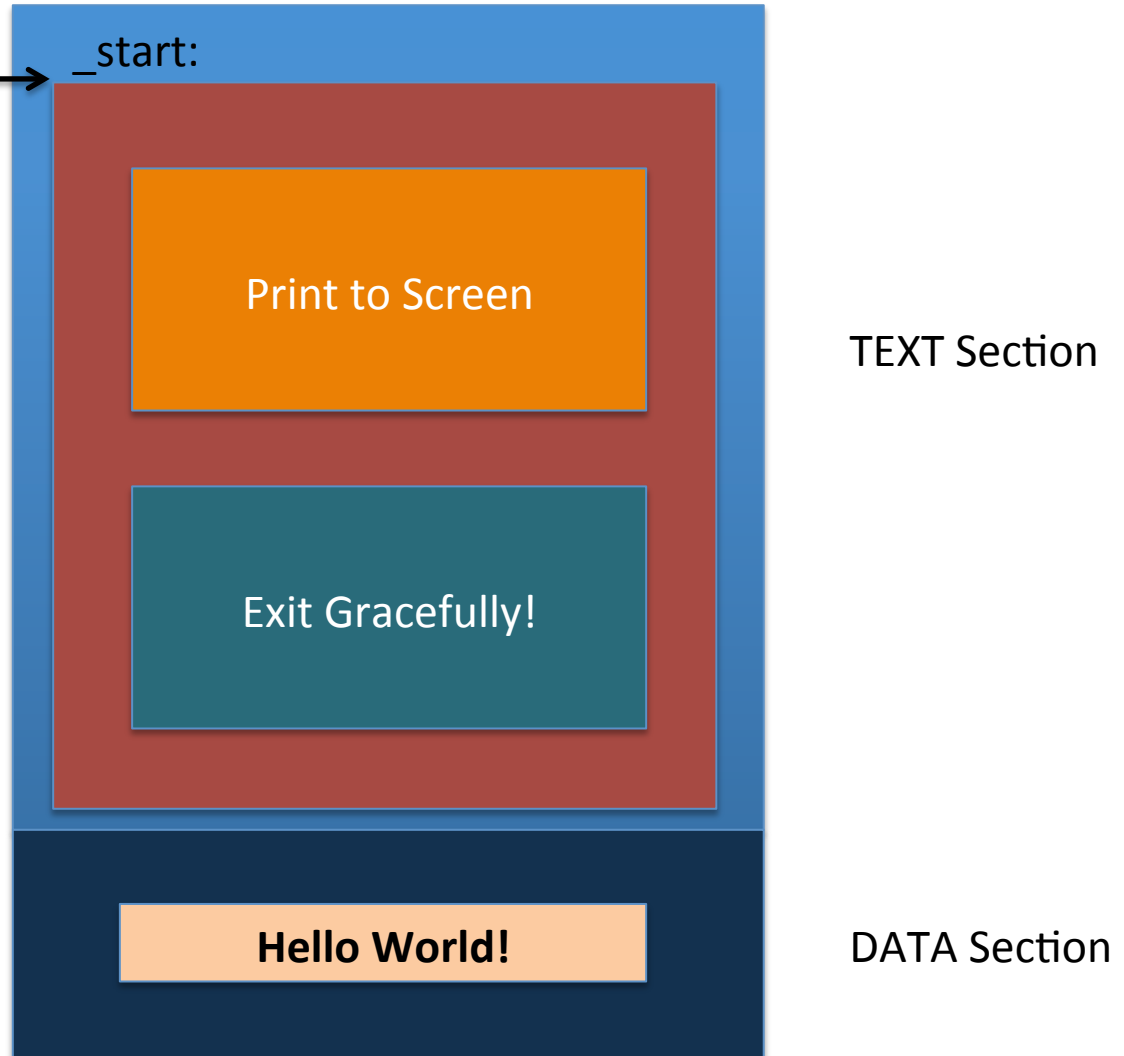 _start:
Print to Screen
TEXT Section
Exit Gracefully!
Hello World!
DATA Section